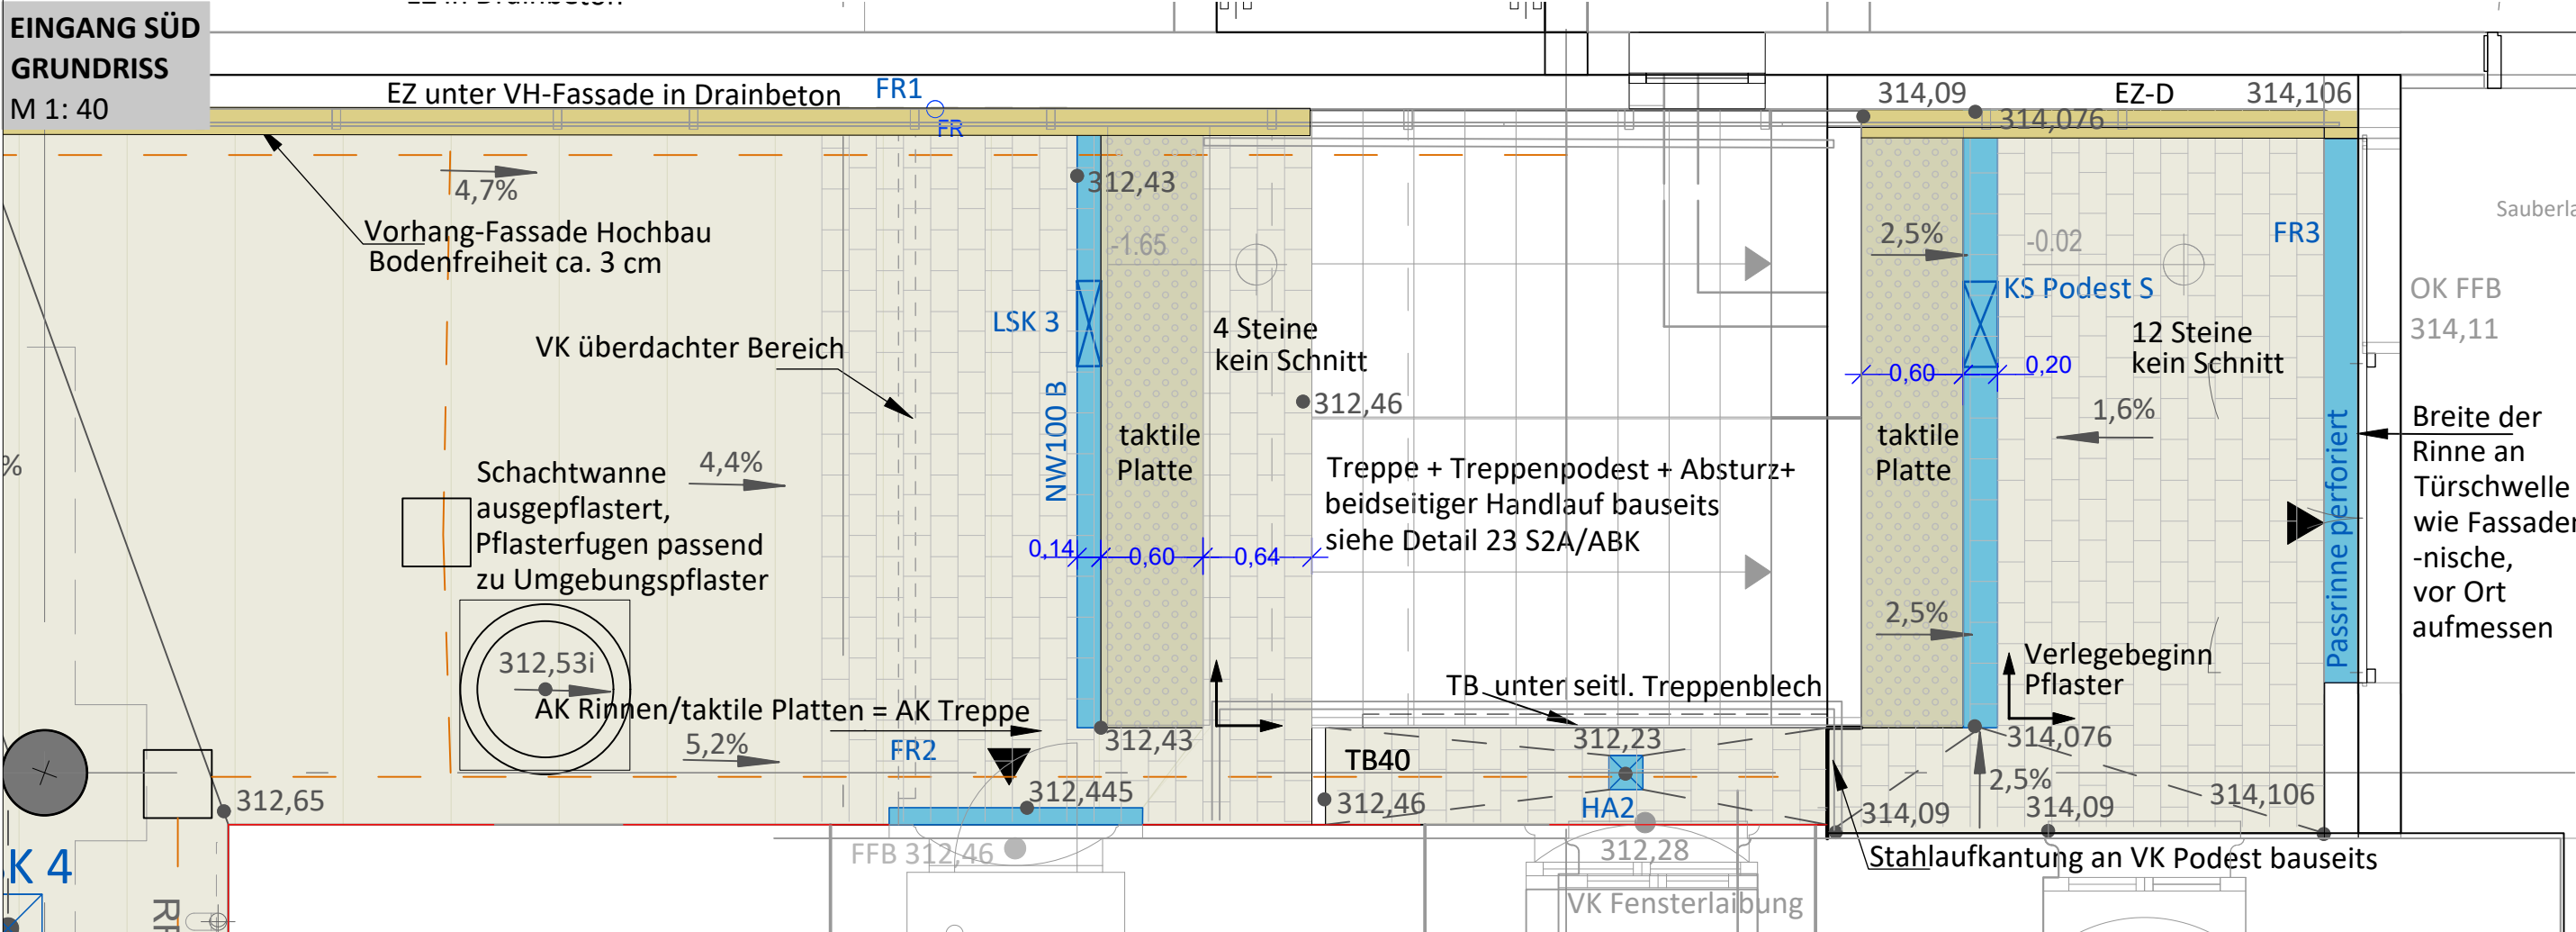 EINGANG SÜD
GRUNDRISS
M 1: 40
EZ unter VH-Fassade in Drainbeton
FR1
FR
314,09
EZ-D
314,106
314,076
4,7%
312,43
Vorhang-Fassade Hochbau
Bodenfreiheit ca. 3 cm
-1.65
2,5%
-0.02
FR3
OK FFB
314,11
KS Podest S
LSK 3
4 Steine
kein Schnitt
12 Steine
kein Schnitt
VK überdachter Bereich
0,60
0,20
312,46
1,6%
NW100 B
taktile
Platte
taktile
Platte
Passrinne perforiert
Breite der
Rinne an
Türschwelle
-nische,
vor Ort
aufmessen
Schachtwanne
ausgepflastert,
Pflasterfugen passend
zu Umgebungspflaster
4,4%
Treppe + Treppenpodest + Absturz+
beidseitiger Handlauf bauseits
siehe Detail 23 S2A/ABK
0,14
0,60
0,64
2,5%
312,53i
Verlegebeginn
Pflaster
TB unter seitl. Treppenblech
AK Rinnen/taktile Platten = AK Treppe
5,2%
FR2
312,43
312,23
314,076
TB40
2,5%
312,65
312,445
312,46
HA2
314,09
314,09
314,106
FFB 312,46
312,28
Stahlaufkantung an VK Podest bauseits
K 4
VK Fensterlaibung